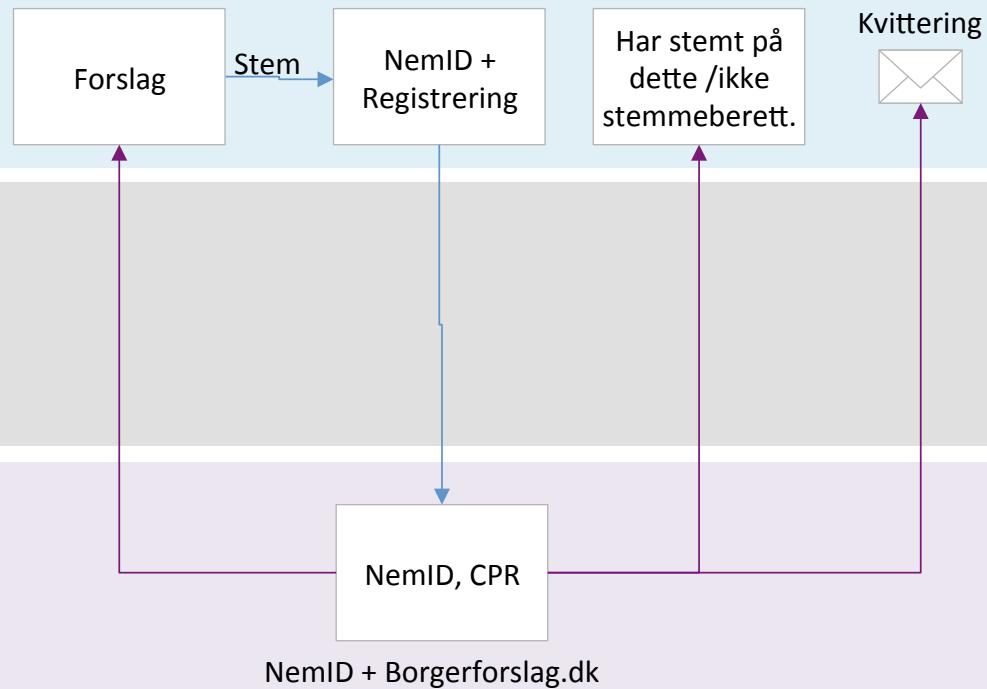 Forslag
Stem
NemID +
Registrering
Har stemt på
dette /ikke
stemmeberett.
Kvittering
NemID, CPR
NemID + Borgerforslag.dk